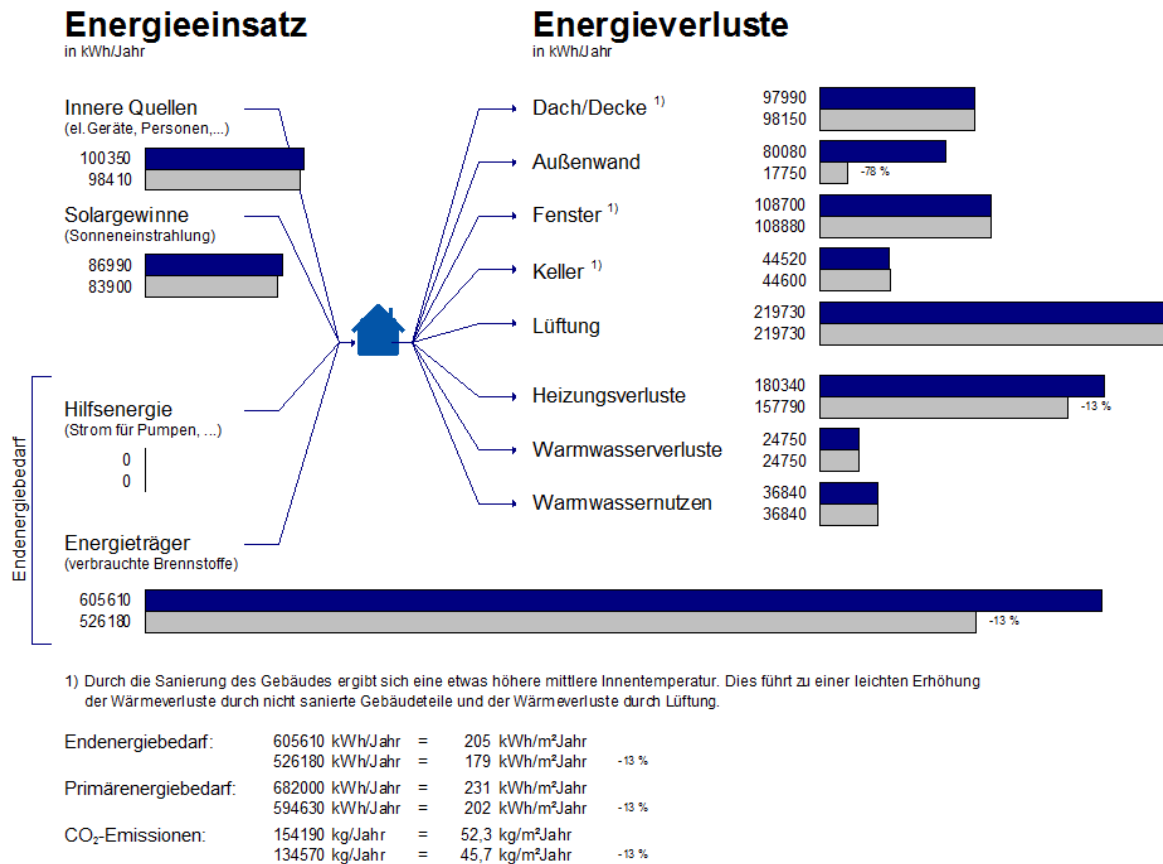 Energieeinsatz
in kWh/Jahr
Innere Quellen
(el.Geräte, Personen,...)
100350
98410
Solargewinne
(Sonneneinstrahlung)
86990
83900
Endenergiebedarf
Hilfsenergie
(Strom für Pumpen, ...)
0
0
Energieträger
(verbrauchte Brennstoffe)
605610
526180 -13 %
Energieverluste
in kWh/Jahr
Dach/Decke 1)
97990
98150
Außenwand
80080
17750 -78 %
Fenster 1)
108700
108880
Keller 1)
44520
44600
Lüftung
219730
219730
Heizungsverluste
180340
157790 -13 %
Warmwasserverluste
24750
24750
Warmwassernutzen
36840
36840
1) Durch die Sanierung des Gebäudes ergibt sich eine etwas höhere mittlere Innentemperatur. Dies führt zu einer leichten Erhöhung
der Wärmeverluste durch nicht sanierte Gebäudeteile und der Wärmeverluste durch Lüftung.
Endenergiebedarf: 605610 kWh/Jahr = 205 kWh/m²Jahr
526180 kWh/Jahr = 179 kWh/m²Jahr -13 %
Primärenergiebedarf: 682000 kWh/Jahr = 231 kWh/m²Jahr
594630 kWh/Jahr = 202 kWh/m²Jahr -13 %
CO₂-Emissionen: 154190 kg/Jahr = 52,3 kg/m²Jahr
134570 kg/Jahr = 45,7 kg/m²Jahr -13 %